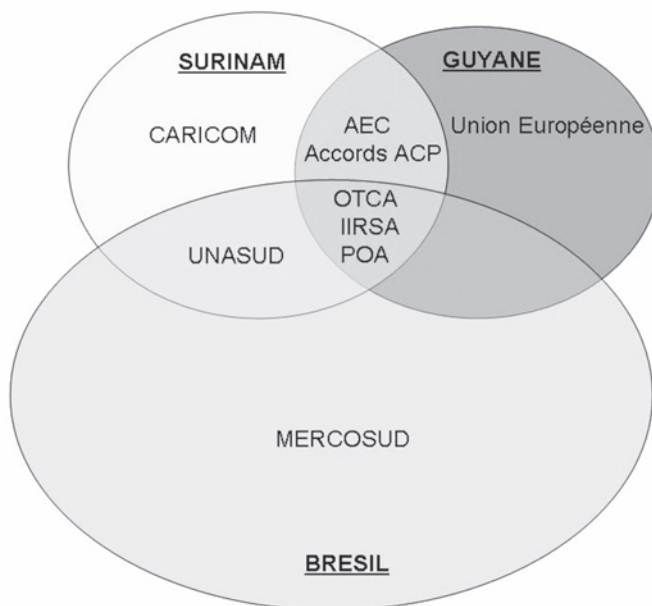 SURINAM
GUYANE
CARICOM
AEC
Accords ACP
Union Européenne
OTCA
IIRSA
POA
UNASUD
MERCOSUD
BRESIL